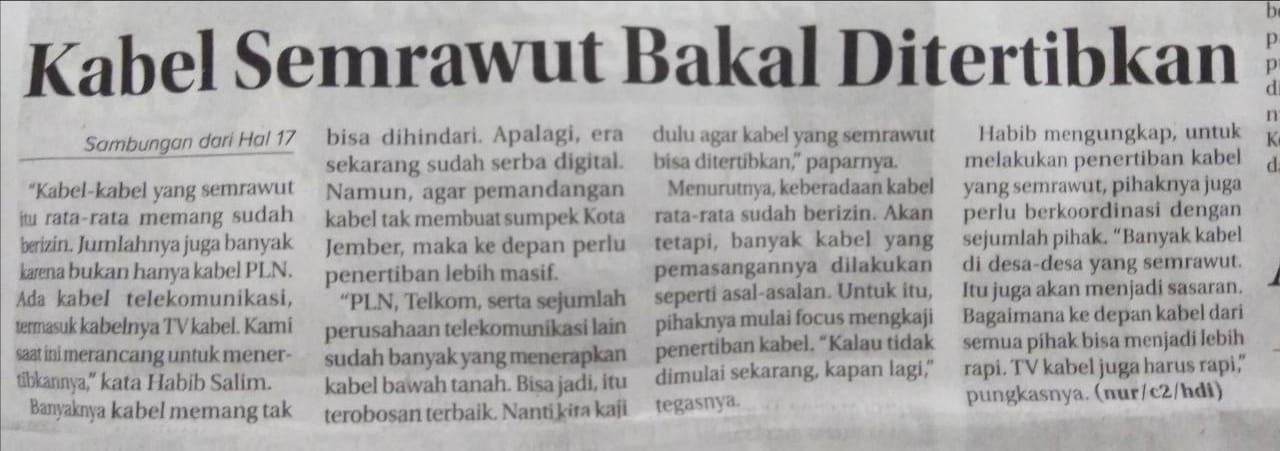 Kabel Semrawut Bakal Ditertibkan
Sambungan dari Hal 17
"Kabel-kabel yang semrawut
itu rata-rata memang sudah
berizin. Jumlahnya juga banyak
karena bukan hanya kabel PLN.
Ada kabel telekomunikasi,
termasuk kabelnya TV kabel. Kami
saat ini merancang untuk mener-
tibkannya," kata Habib Salim.
Banyaknya kabel memang tak
bisa dihindari. Apalagi, era
sekarang sudah serba digital.
Namun, agar pemandangan
kabel tak membuat sumpek Kota
Jember, maka ke depan perlu
penertiban lebih masif.
"PLN, Telkom, serta sejumlah
perusahaan telekomunikasi lain
sudah banyak yang menerapkan
kabel bawah tanah. Bisa jadi, itu
terobosan terbaik. Nanti kita kaji
dulu agar kabel yang semrawut
bisa ditertibkan," paparnya.
Menurutnya, keberadaan kabel
rata-rata sudah berizin. Akan
tetapi, banyak kabel yang
pemasangannya dilakukan
seperti asal-asalan. Untuk itu,
pihaknya mulai focus mengkaji
penertiban kabel. "Kalau tidak
dimulai sekarang, kapan lagi,"
tegasnya.
Habib mengungkap, untuk
melakukan penertiban kabel
yang semrawut, pihaknya juga
perlu berkoordinasi dengan
sejumlah pihak. "Banyak kabel
di desa-desa yang semrawut.
Itu juga akan menjadi sasaran.
Bagaimana ke depan kabel dari
semua pihak bisa menjadi lebih
rapi. TV kabel juga harus rapi,"
pungkasnya. (nur/c2/hdi)